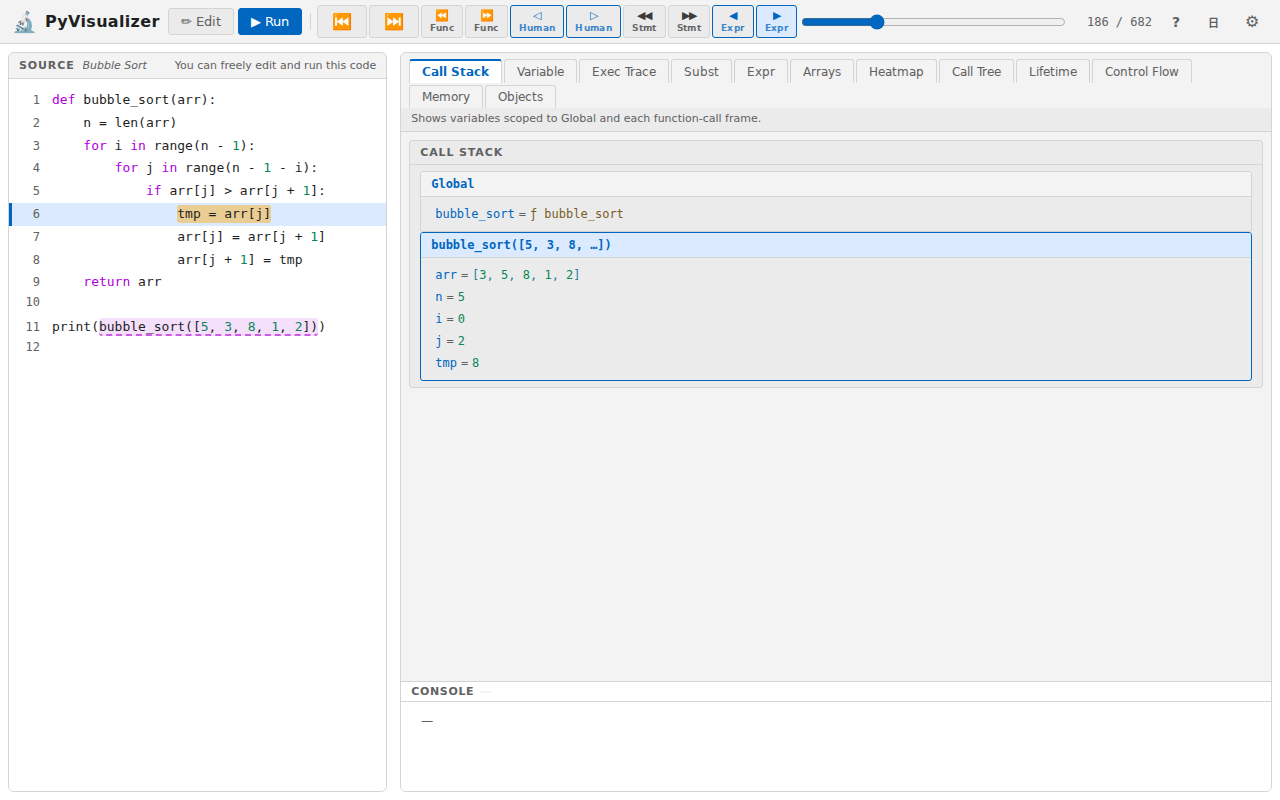 PyVisualizer
✏ Edit
▶ Run
Func
Func
Human
Human
Stmt
Stmt
Expr
Expr
186 / 682
?
SOURCE Bubble Sort You can freely edit and run this code
1 def bubble_sort(arr):
2 n = len(arr)
3 for i in range(n - 1):
4 for j in range(n - 1 - i):
5 if arr[j] > arr[j + 1]:
6 tmp = arr[j]
7 arr[j] = arr[j + 1]
8 arr[j + 1] = tmp
9 return arr
10
11 print(bubble_sort([5, 3, 8, 1, 2]))
12
Call Stack Variable Exec Trace Subst Expr Arrays Heatmap Call Tree Lifetime Control Flow
Memory Objects
Shows variables scoped to Global and each function-call frame.
CALL STACK
Global
bubble_sort = ƒ bubble_sort
bubble_sort([5, 3, 8, …])
arr = [3, 5, 8, 1, 2]
n = 5
i = 0
j = 2
tmp = 8
CONSOLE
—